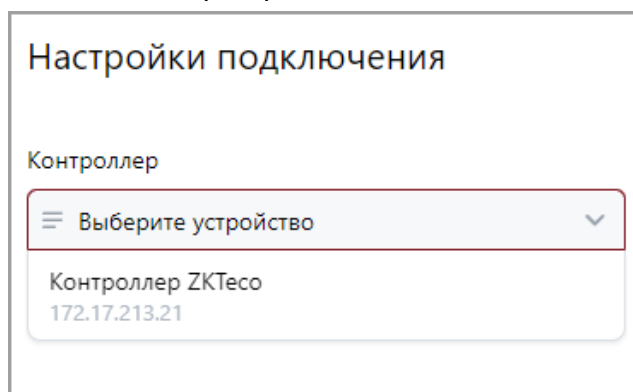 Настройки подключения
Контроллер
Выберите устройство
Контроллер ZKTeco
172.17.213.21